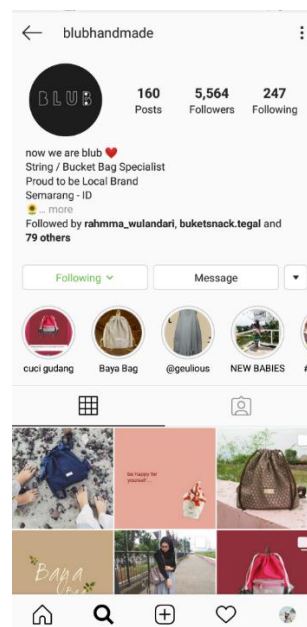 blubhandmade
BLUB
160 5,564 247
Posts Followers Following
now we are blub ❤️
String / Bucket Bag Specialist
Proud to be Local Brand
Semarang - ID
🌻 ... more
Followed by rahmma_wulandari, buketsnack.tegal and
79 others
Following Message
cuci gudang Baya Bag @geulious NEW BABIES #
be happy for
yourself ...
Baya